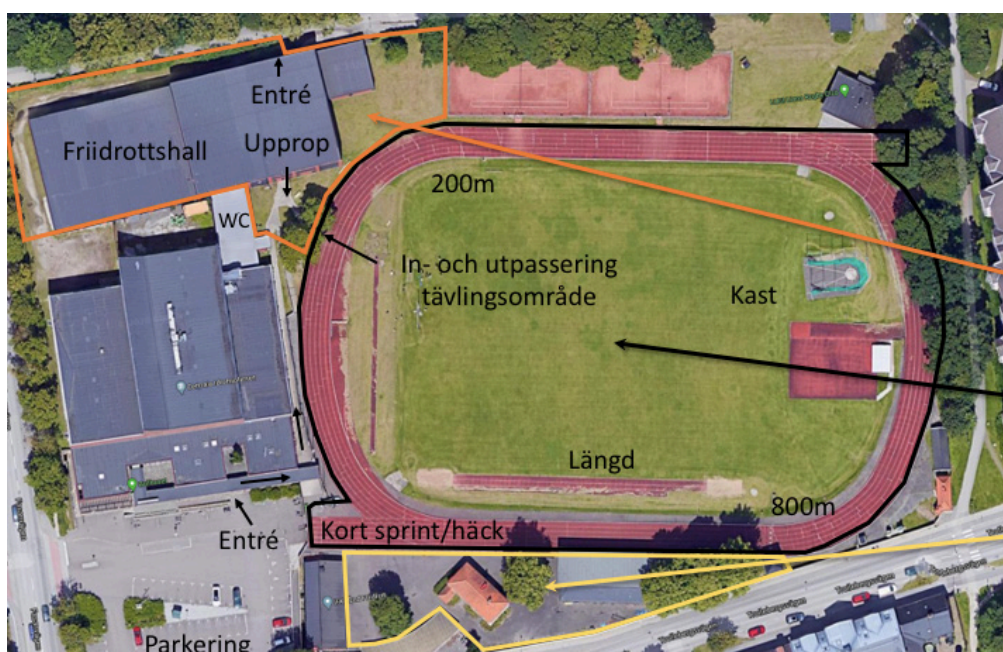 Entré
Friidrottshall
Upprop
200m
WC
In- och utpassering
tävlingsområde
Kast
Längd
800m
Kort sprint/häck
Entré
Parkering